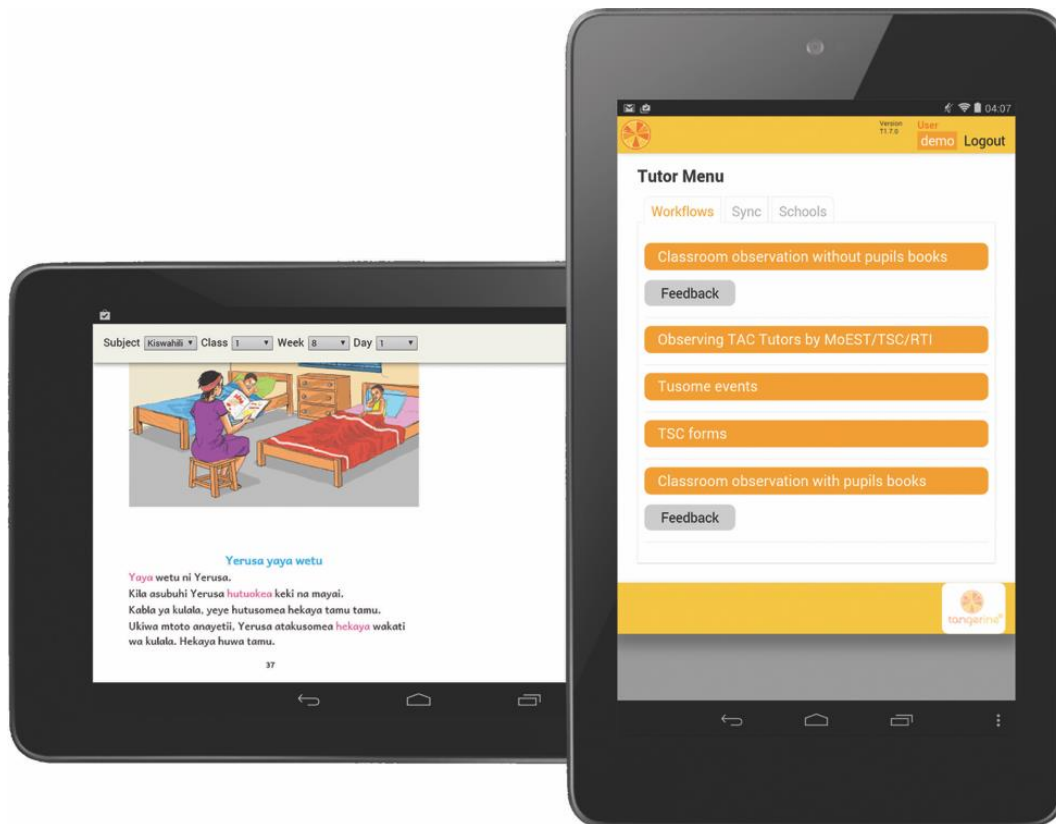 Subject Kiswahili Class 1 Week 8 Day 1
Yerusa yaya wetu
Yaya wetu ni Yerusa.
Kila asubuhi Yerusa hutuokea keki na mayai.
Kabla ya kulala, yeye hutusomea hekaya tamu tamu.
Ukiwa mtoto anayetii, Yerusa atakusomea hekaya wakati
wa kulala. Hekaya huwa tamu.
37
04:07
Version
T1.7.0
User
demo Logout
Tutor Menu
Workflows Sync Schools
Classroom observation without pupils books
Feedback
Observing TAC Tutors by MoEST/TSC/RTI
Tusome events
TSC forms
Classroom observation with pupils books
Feedback
tangerine